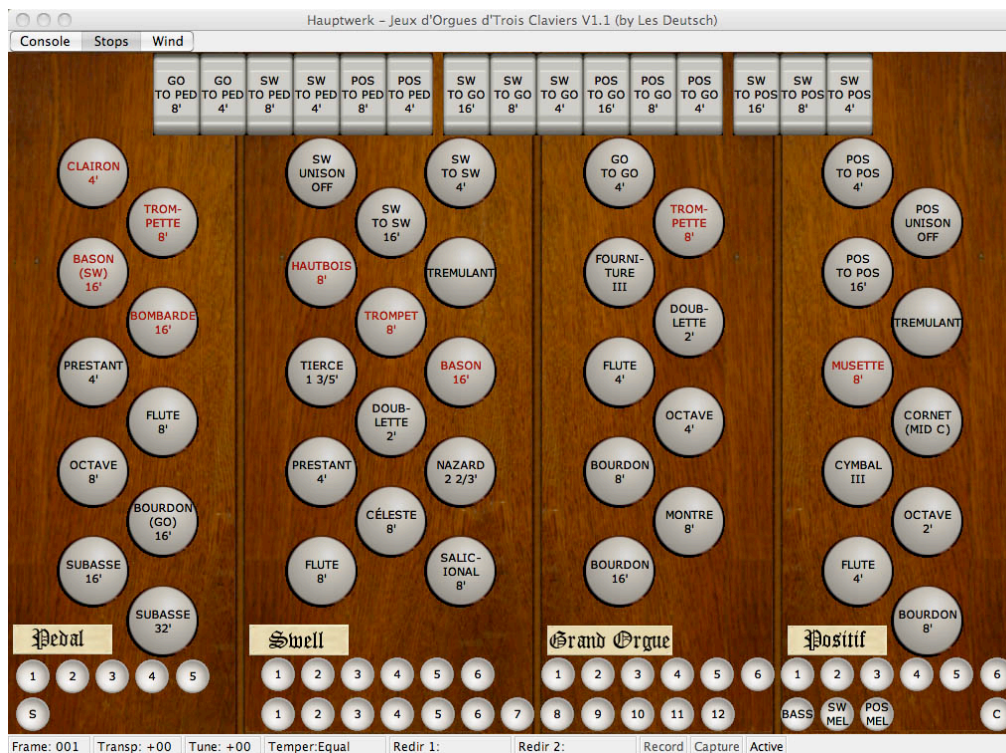 Hauptwerk – Jeux d'Orgues d'Trois Claviers V1.1 (by Les Deutsch)
Console Stops Wind
GO TO PED 8'
GO TO PED 4'
SW TO PED 8'
SW TO PED 4'
POS TO PED 8'
POS TO PED 4'
SW TO GO 16'
SW TO GO 8'
SW TO GO 4'
POS TO GO 16'
POS TO GO 8'
POS TO GO 4'
SW TO POS 16'
SW TO POS 8'
SW TO POS 4'
CLAIRON
4'
TROM-
PETTE
8'
BASON
(SW)
16'
BOMBARDE
16'
PRESTANT
4'
FLUTE
8'
OCTAVE
8'
BOURDON
(GO)
16'
SUBASSE
16'
SUBASSE
32'
Pedal
1 2 3 4 5
S
SW
UNISON
OFF
SW
TO SW
4'
SW
TO SW
16'
HAUTBOIS
8'
TREMULANT
TROMPET
8'
TIERCE
1 3/5'
BASON
16'
DOUB-
LETTE
2'
PRESTANT
4'
NAZARD
2 2/3'
CÉLESTE
8'
FLUTE
8'
SALIC-
IONAL
8'
Swell
1 2 3 4 5 6
1 2 3 4 5 6 7
GO
TO GO
4'
TROM-
PETTE
8'
FOURNI-
TURE
III
DOUB-
LETTE
2'
FLUTE
4'
OCTAVE
4'
BOURDON
8'
MONTRE
8'
BOURDON
16'
Grand Orgue
1 2 3 4 5 6
8 9 10 11 12
POS
TO POS
4'
POS
UNISON
OFF
POS
TO POS
16'
TREMULANT
MUSETTE
8'
CORNET
(MID C)
CYMBAL
III
OCTAVE
2'
FLUTE
4'
BOURDON
8'
Positif
1 2 3 4 5 6
BASS
SW
MEL
POS
MEL
C
Frame: 001 Transp: +00 Tune: +00 Temper:Equal Redir 1: Redir 2: Record Capture Active